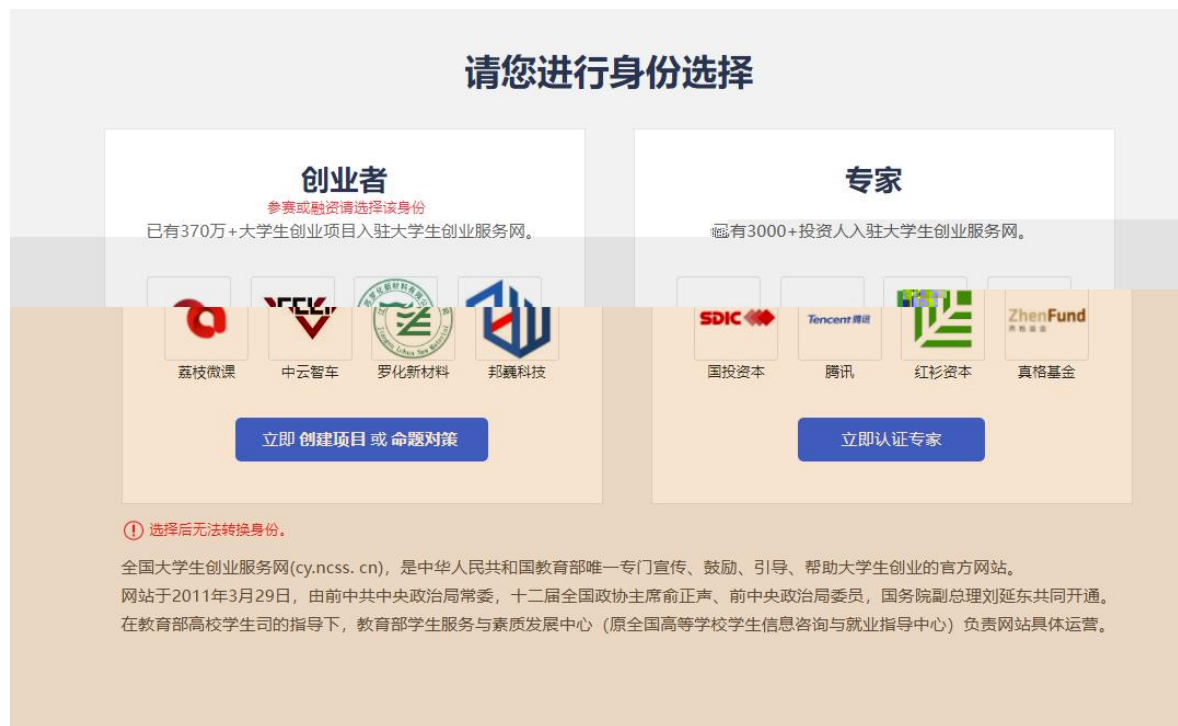 请您进行身份选择
创业者
参赛或融资请选择该身份
已有370万+大学生创业项目入驻大学生创业服务网。
荔枝微课 中云智车 罗化新材料 邦巍科技
立即 创建项目 或 命题对策
专家
有3000+投资人入驻大学生创业服务网。
SDIC Tencent 腾讯 ZhenFund
真格基金
国投资本 腾讯 红衫资本 真格基金
立即认证专家
选择后无法转换身份。
全国大学生创业服务网(cy.ncss. cn)，是中华人民共和国教育部唯一专门宣传、鼓励、引导、帮助大学生创业的官方网站。
网站于2011年3月29日，由前中共中央政治局常委，十二届全国政协主席俞正声、前中央政治局委员，国务院副总理刘延东共同开通。
在教育部高校学生司的指导下，教育部学生服务与素质发展中心（原全国高等学校学生信息咨询与就业指导中心）负责网站具体运营。